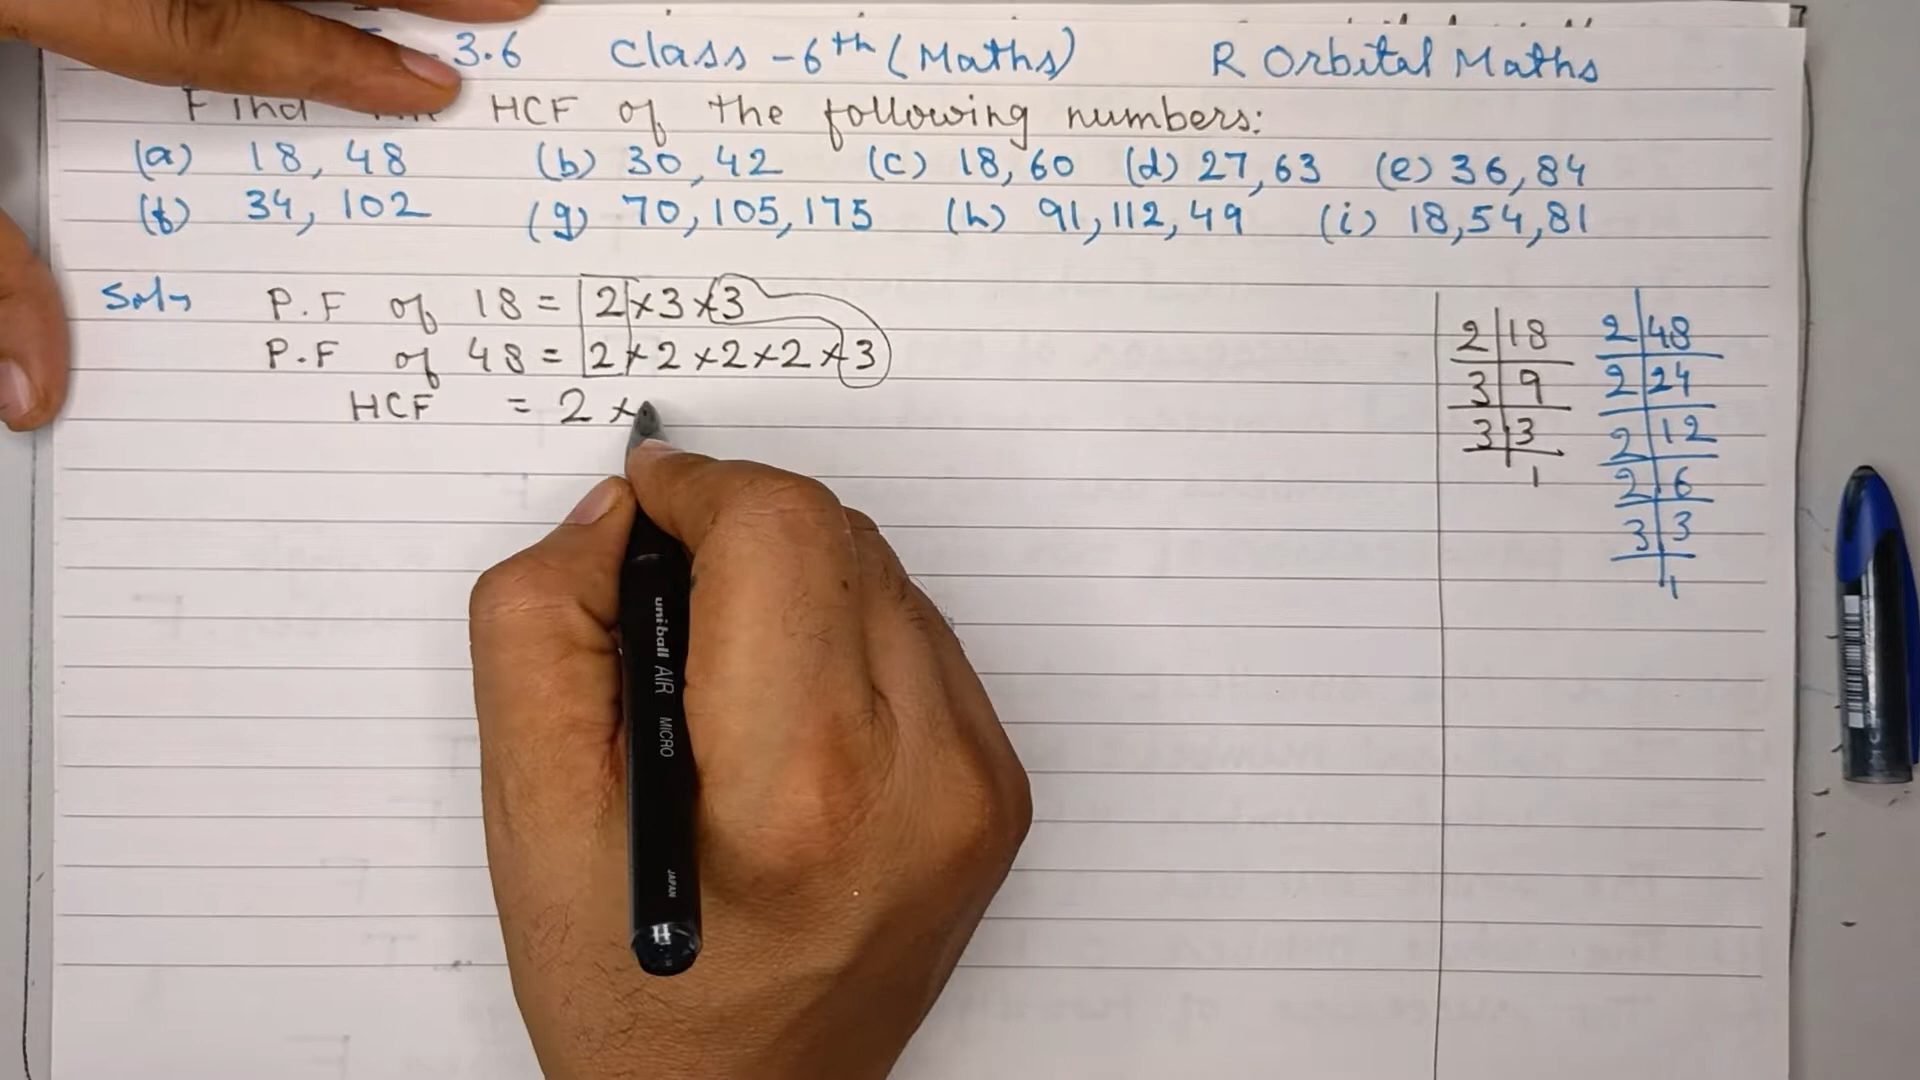 3.6 Class - 6th (Maths) R Orbital Maths
Find HCF of the following numbers:
(a) 18, 48 (b) 30, 42 (c) 18, 60 (d) 27, 63 (e) 36, 84
(f) 34, 102 (g) 70, 105, 175 (h) 91, 112, 49 (i) 18, 54, 81
Soln P.F of 18 = 2 × 3 × 3
P.F of 48 = 2 × 2 × 2 × 2 × 3
HCF = 2 ×
2 18
3 9
3 3
1
2 48
2 24
2 12
2 6
3 3
1
uniball AIR MICRO
JAPAN